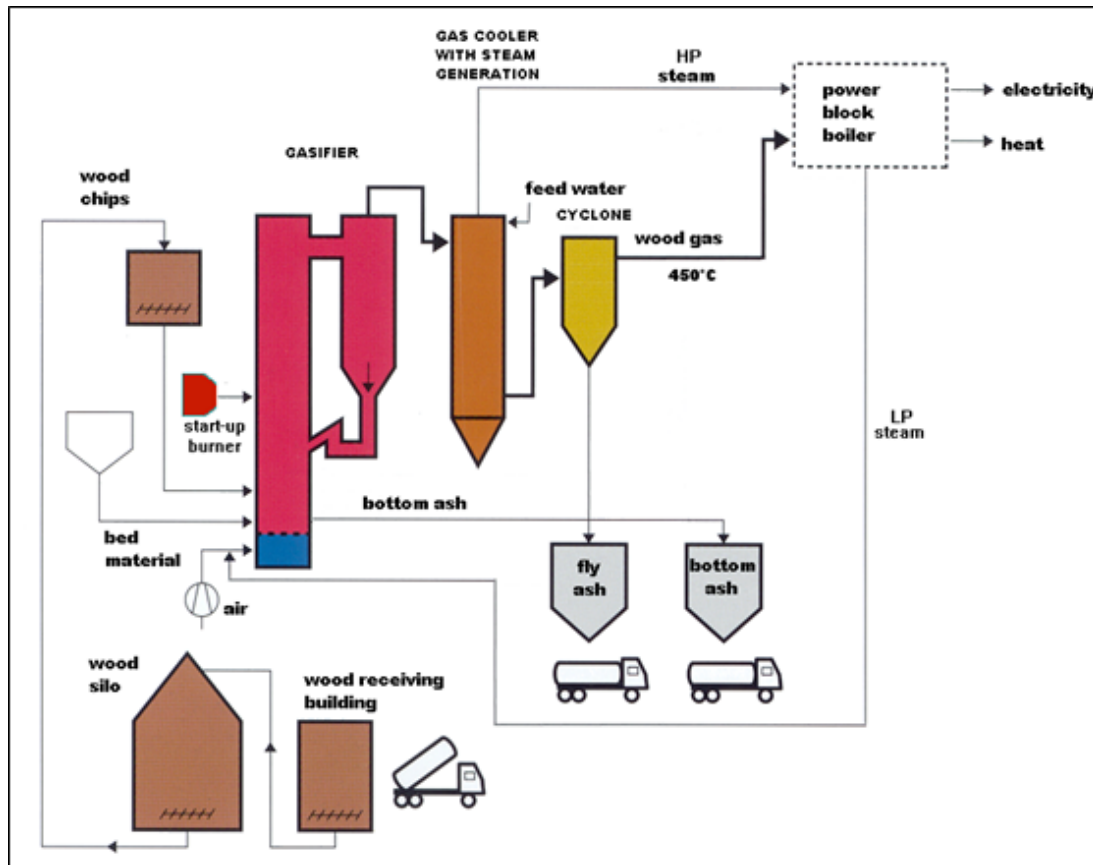 GAS COOLER
WITH STEAM
GENERATION
HP
steam
power
block
boiler
electricity
heat
GASIFIER
wood
chips
feed water
CYCLONE
wood gas
450°C
start-up
burner
LP
steam
bottom ash
bed
material
air
fly
ash
bottom
ash
wood
silo
wood receiving
building